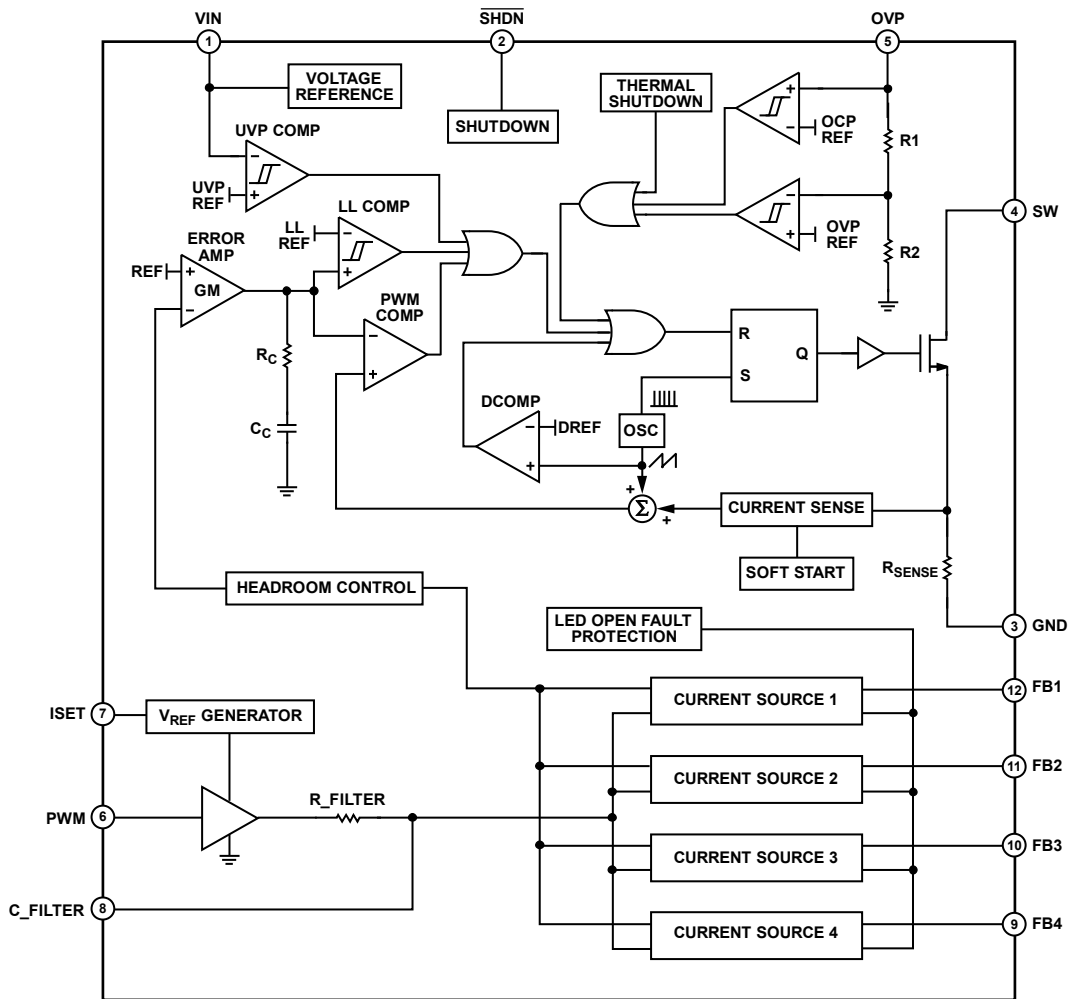 VIN
SHDN
OVP
1
2
5
VOLTAGE
REFERENCE
SHUTDOWN
THERMAL
SHUTDOWN
+
−
OCP
REF
R1
UVP COMP
−
+
UVP
REF
LL COMP
LL
REF
−
+
−
+
OVP
REF
R2
4
SW
ERROR
AMP
REF
+
GM
−
PWM
COMP
−
+
RC
CC
R
S
Q
DCOMP
−
DREF
+
OSC
+
Σ
+
CURRENT SENSE
SOFT START
RSENSE
HEADROOM CONTROL
LED OPEN FAULT
PROTECTION
3
GND
CURRENT SOURCE 1
12
FB1
ISET
7
VREF GENERATOR
CURRENT SOURCE 2
11
FB2
PWM
6
R_FILTER
CURRENT SOURCE 3
10
FB3
C_FILTER
8
CURRENT SOURCE 4
9
FB4